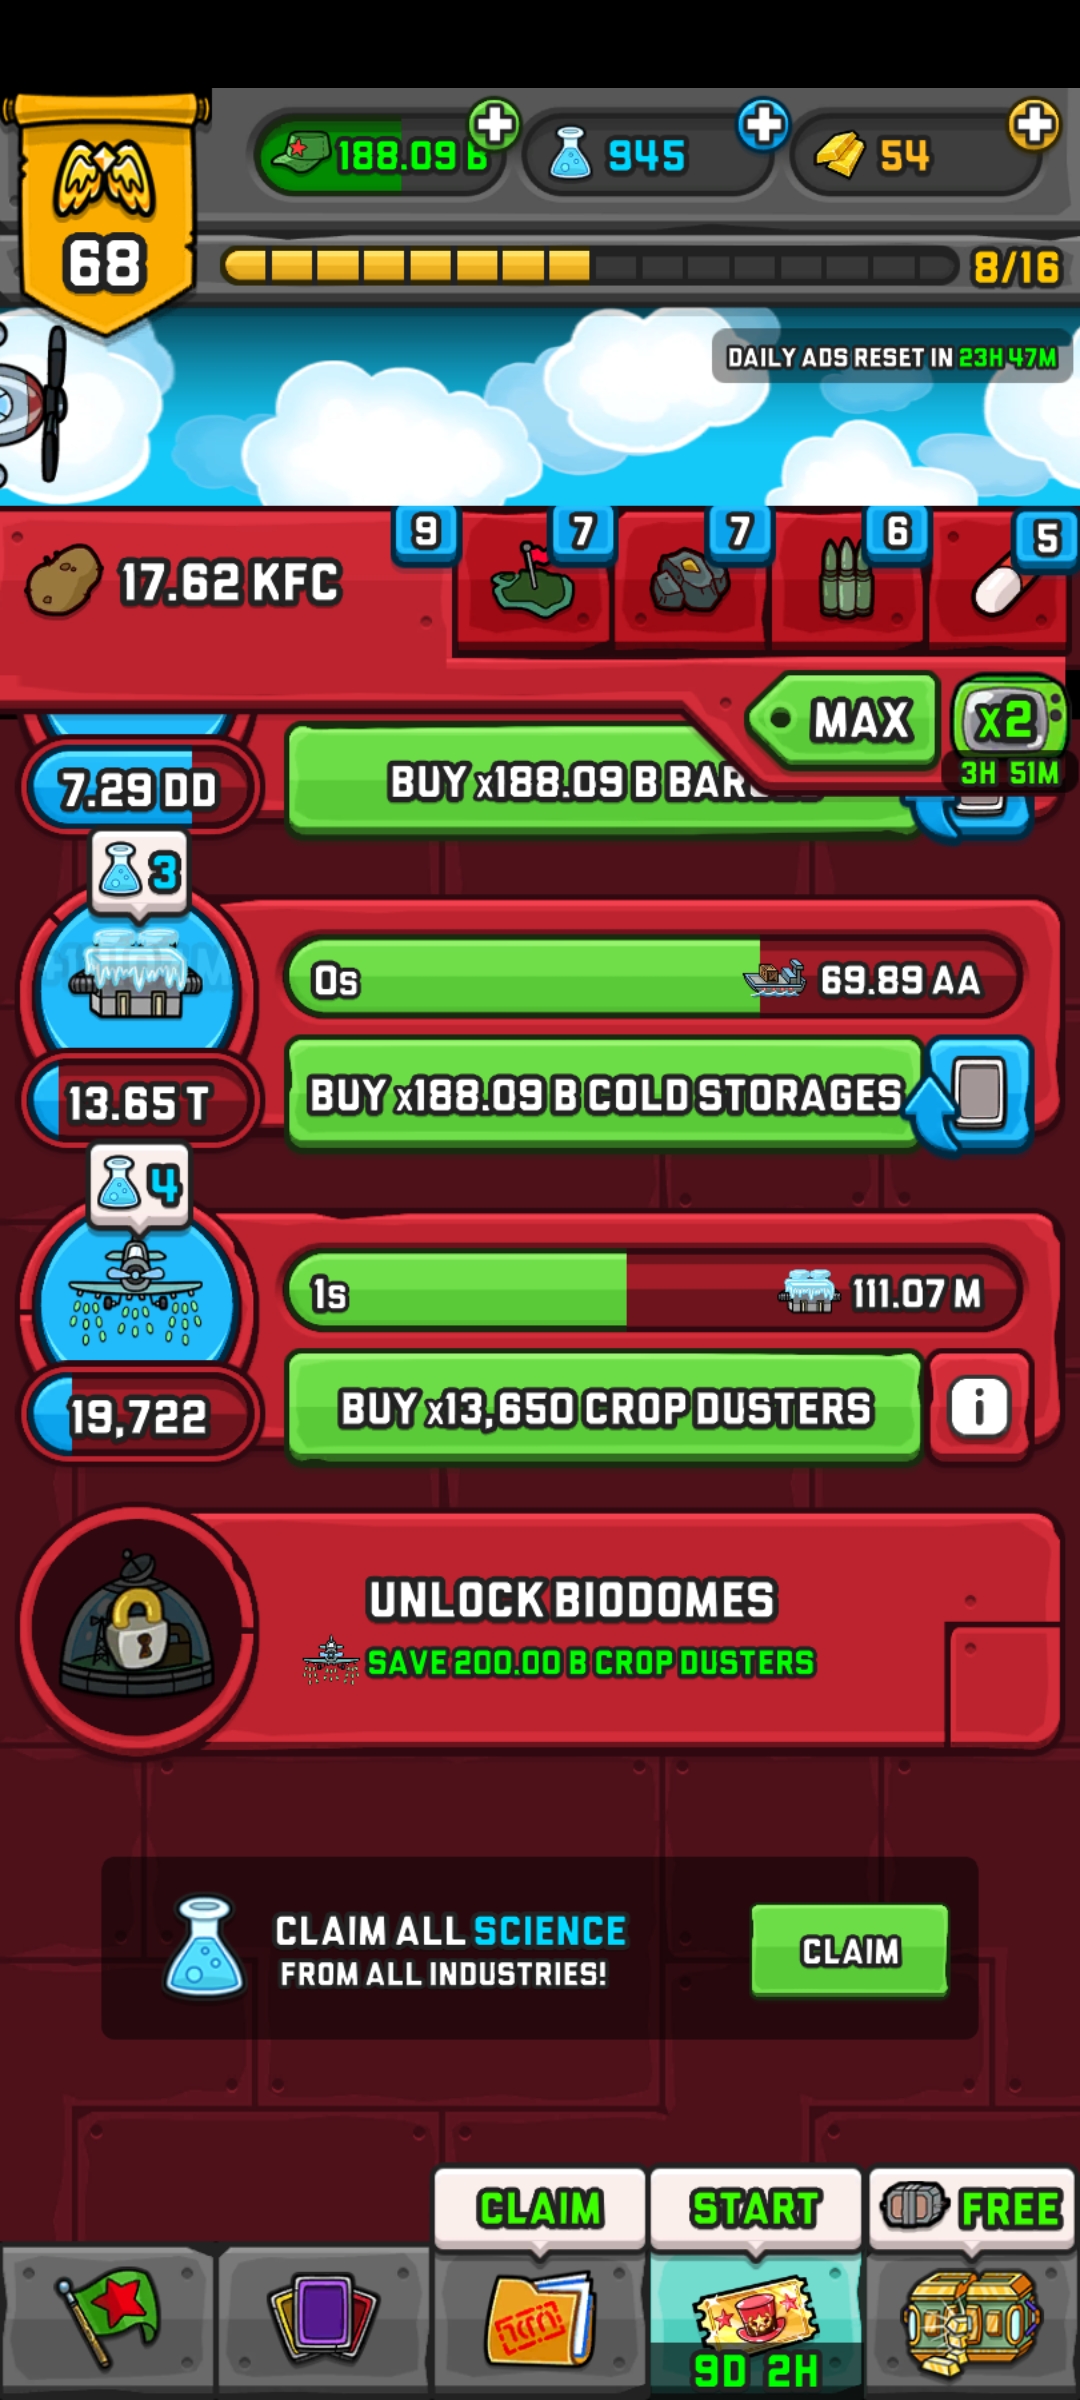 188.09 B
945
54
68
8/16
DAILY ADS RESET IN 23H 47M
17.62 KFC
9
7
7
6
5
MAX
x2
3H 51M
7.29 DD
BUY x188.09 B
3
0s
69.89 AA
13.65 T
BUY x188.09 B COLD STORAGES
4
1s
111.07 M
19,722
BUY x13,650 CROP DUSTERS
i
UNLOCK BIODOMES
SAVE 200.00 B CROP DUSTERS
CLAIM ALL SCIENCE
FROM ALL INDUSTRIES!
CLAIM
CLAIM
START
FREE
9D 2H